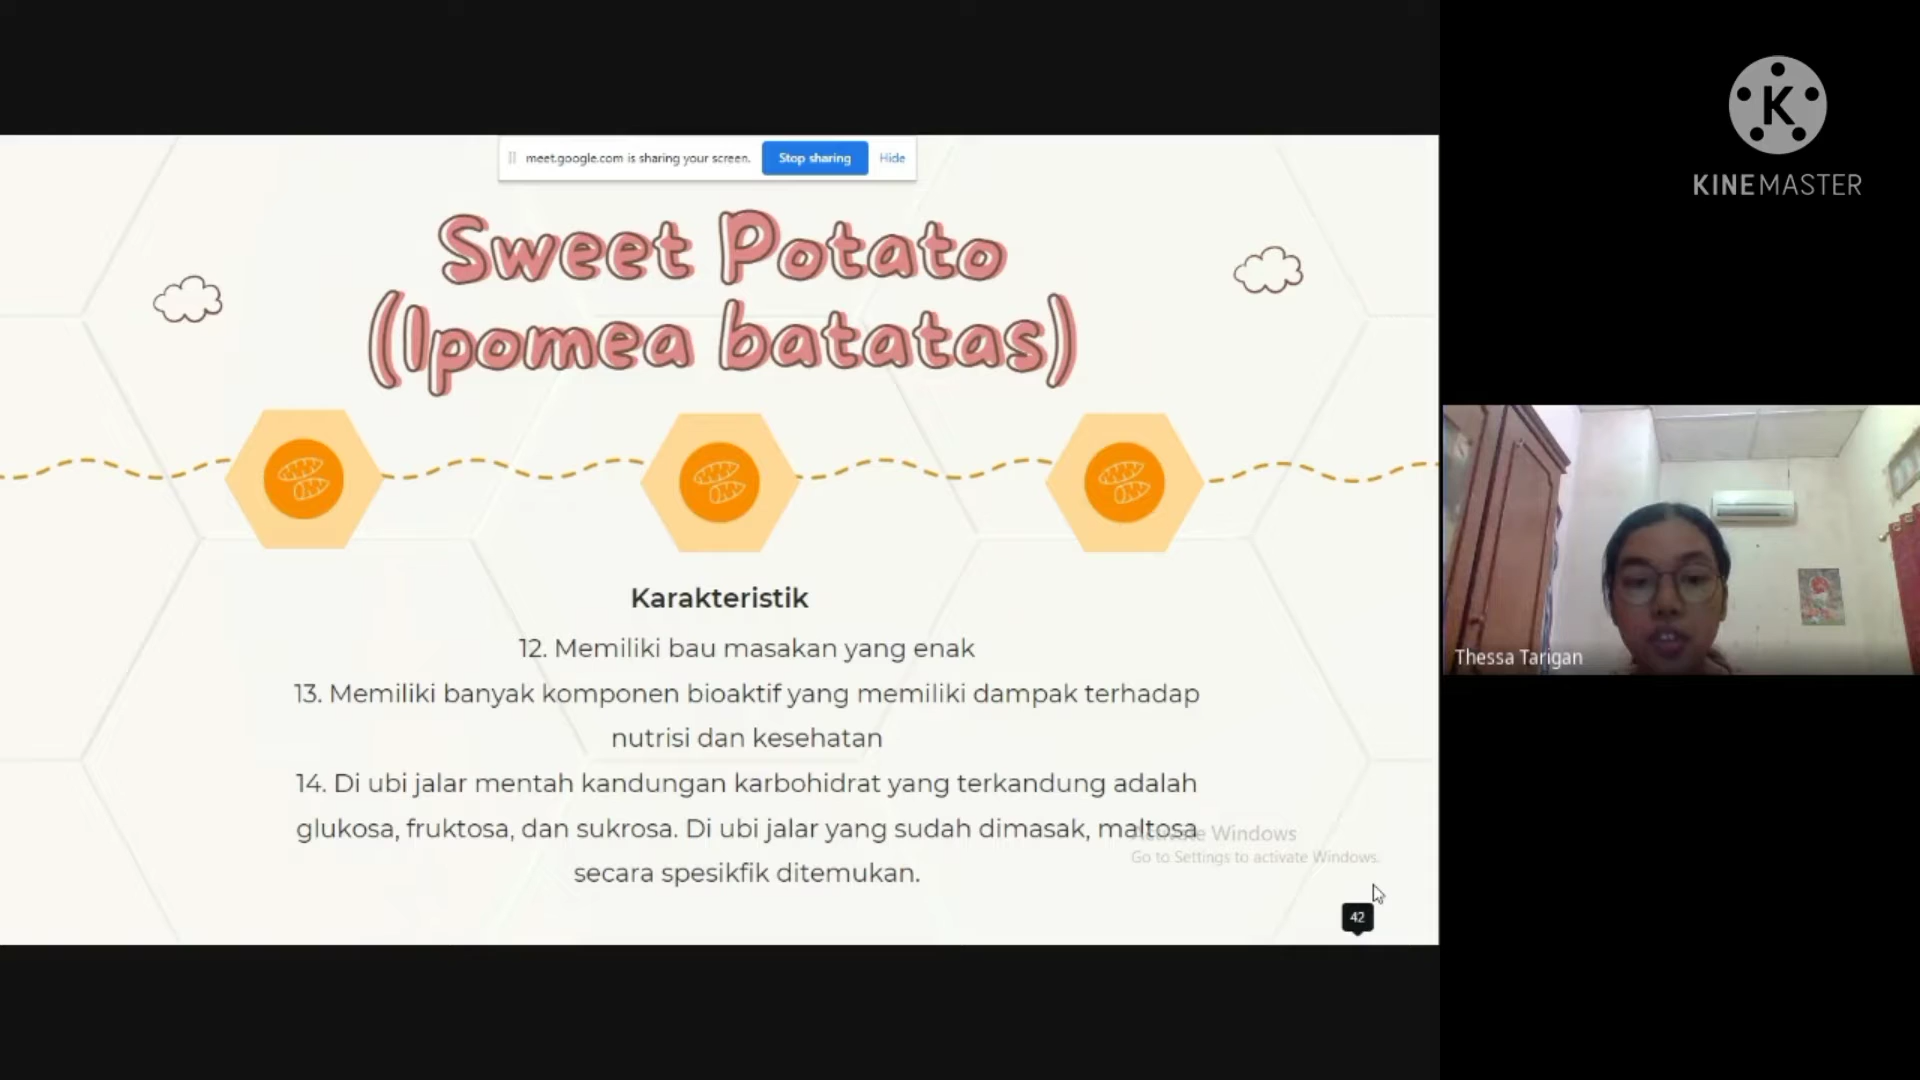 meet.google.com is sharing your screen. Stop sharing Hide
K
KINEMASTER
Sweet Potato
(Ipomea batatas)
Karakteristik
12. Memiliki bau masakan yang enak
13. Memiliki banyak komponen bioaktif yang memiliki dampak terhadap
nutrisi dan kesehatan
14. Di ubi jalar mentah kandungan karbohidrat yang terkandung adalah
glukosa, fruktosa, dan sukrosa. Di ubi jalar yang sudah dimasak, maltosa
secara spesikfik ditemukan.
Activate Windows
Go to Settings to activate Windows.
42
Thessa Tarigan